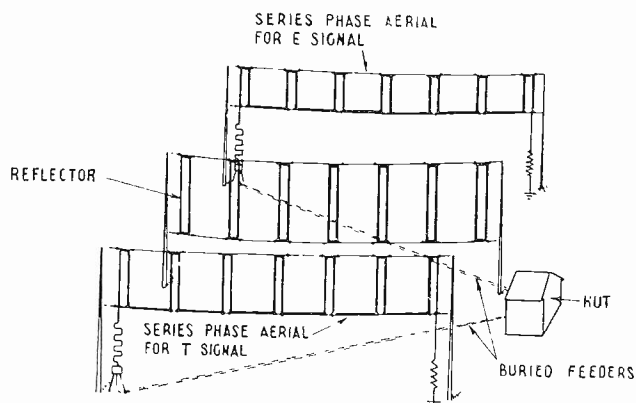 SERIES PHASE AERIAL
FOR E SIGNAL
REFLECTOR
HUT
SERIES PHASE AERIAL
FOR T SIGNAL
BURIED FEEDERS